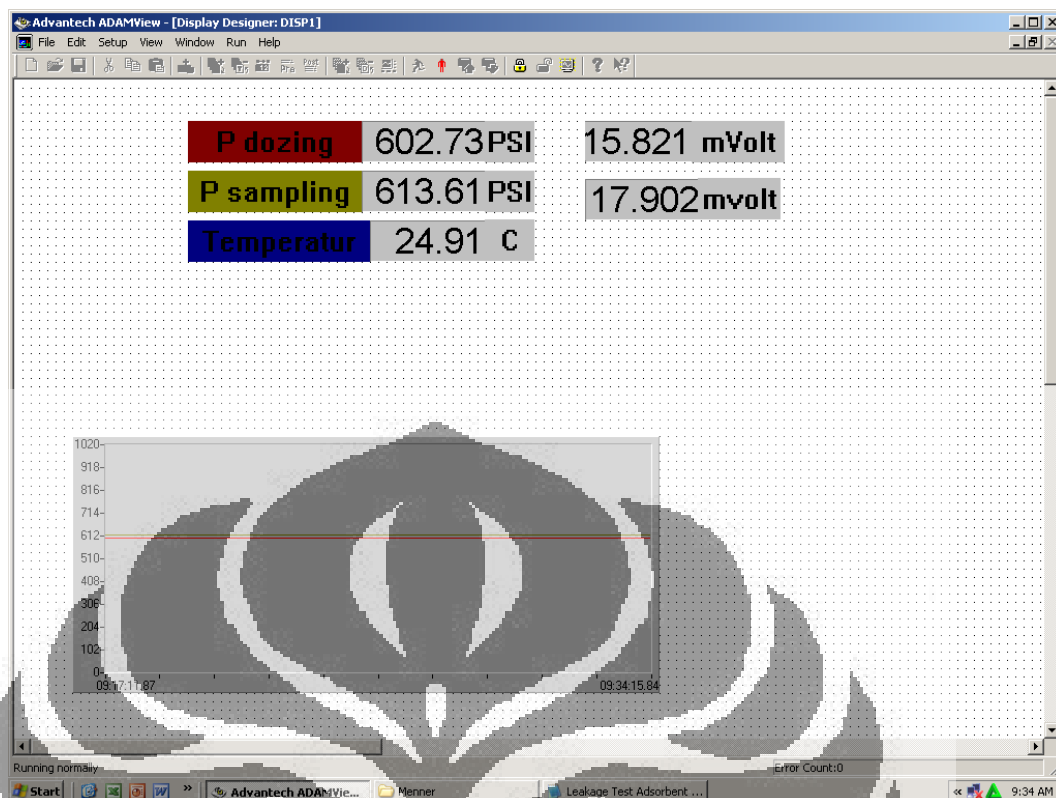 Advantech ADAMView - [Display Designer: DISP1]
File Edit Setup View Window Run Help
P dozing 602.73 PSI 15.821 mVolt
P sampling 613.61 PSI 17.902 mvolt
Temperatur 24.91 C
1020
918
816
714
612
510
408
306
204
102
0
09:17:11.87 09:34:15.84
Running normally Error Count:0
Start » Advantech ADAMVie... Menner Leakage Test Adsorbent ... « 9:34 AM